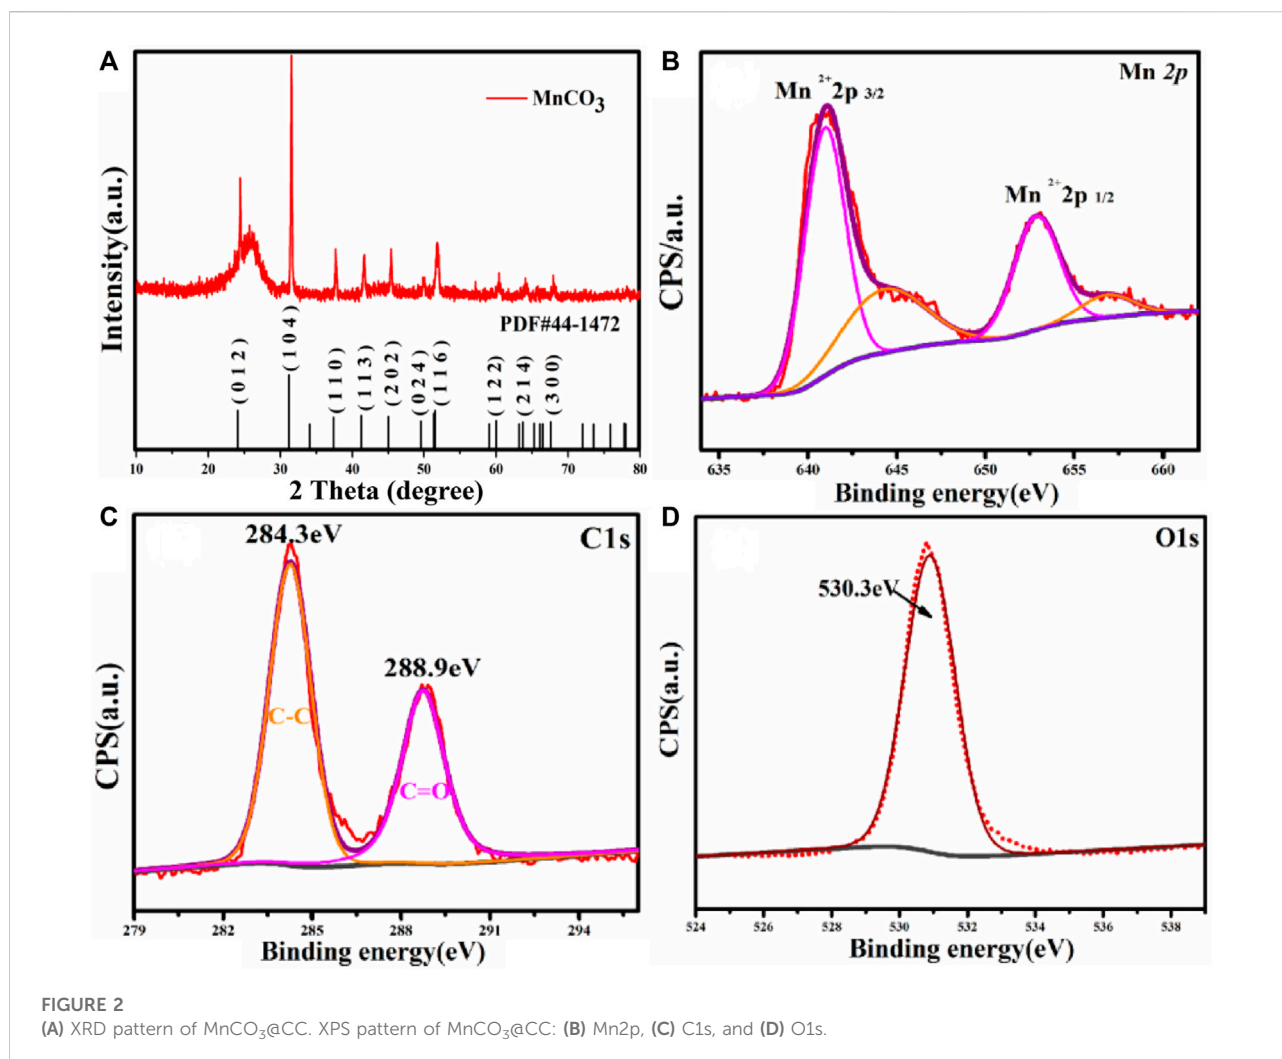 A
MnCO3
Intensity(a.u.)
PDF#44-1472
(012)
(104)
(110)
(113)
(202)
(024)
(116)
(122)
(214)
(300)
10 20 30 40 50 60 70 80
2 Theta (degree)
B
Mn 2p
Mn 2+ 2p 3/2
Mn 2+ 2p 1/2
CPS/a.u.
635 640 645 650 655 660
Binding energy(eV)
C
284.3eV
C1s
288.9eV
C-C
C=O
CPS(a.u.)
279 282 285 288 291 294
Binding energy(eV)
D
O1s
530.3eV
CPS(a.u.)
524 526 528 530 532 534 536 538
Binding energy(eV)
FIGURE 2
(A) XRD pattern of MnCO3@CC. XPS pattern of MnCO3@CC: (B) Mn2p, (C) C1s, and (D) O1s.